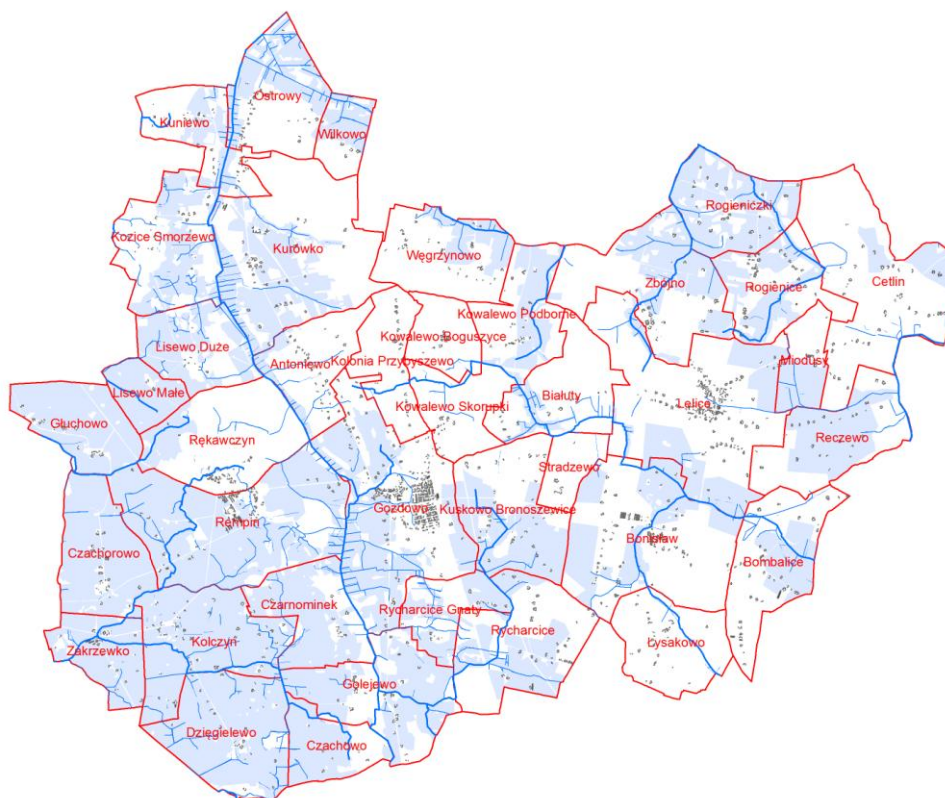 Ostrowy
Kuniewo
Wilkowo
Rogieniczki
Kozice Smorzewo
Kurówko
Węgrzynowo
Zbójno
Rogienice
Cetlin
Kowalewo Podborne
Kowalewo Boguszyce
Lisewo Duże
Antoniewo
Kolonia Przybyszewo
Miodusy
Lisewo Małe
Białuty
Lelice
Kowalewo Skorupki
Głuchowo
Rękawczyn
Reczewo
Stradzewo
Gozdowo
Kuskowo Bronoszewice
Rempin
Bonisław
Czachorowo
Bombalice
Czarnominek
Rycharcice Gnaty
Rycharcice
Kolczyn
Łysakowo
Zakrzewko
Golejewo
Dzięgielewo
Czachowo